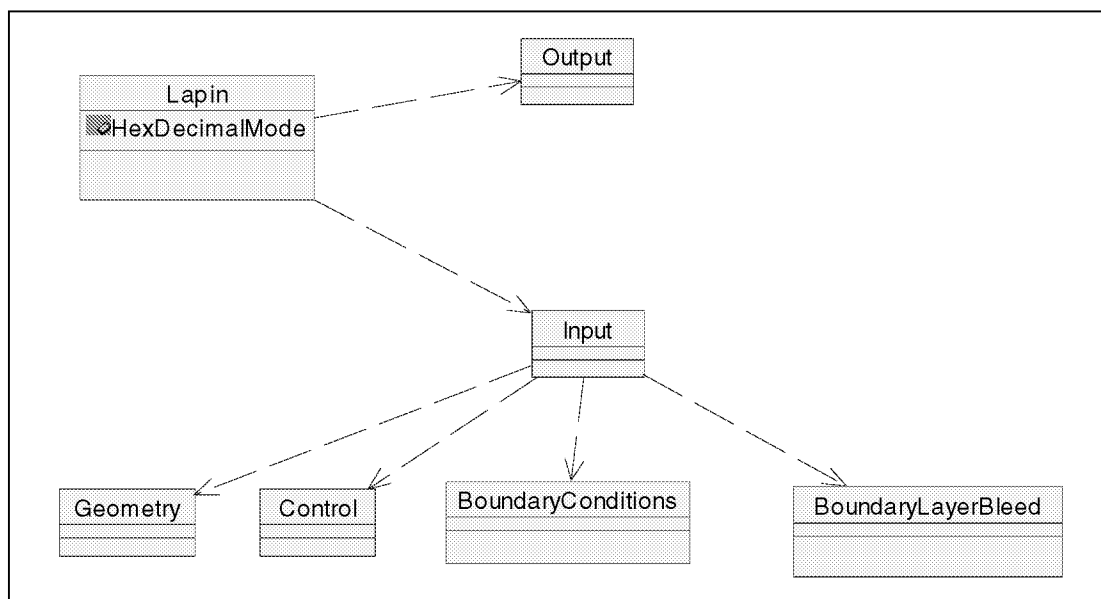 Output
Lapin
HexDecimalMode
Input
Geometry
Control
BoundaryConditions
BoundaryLayerBleed